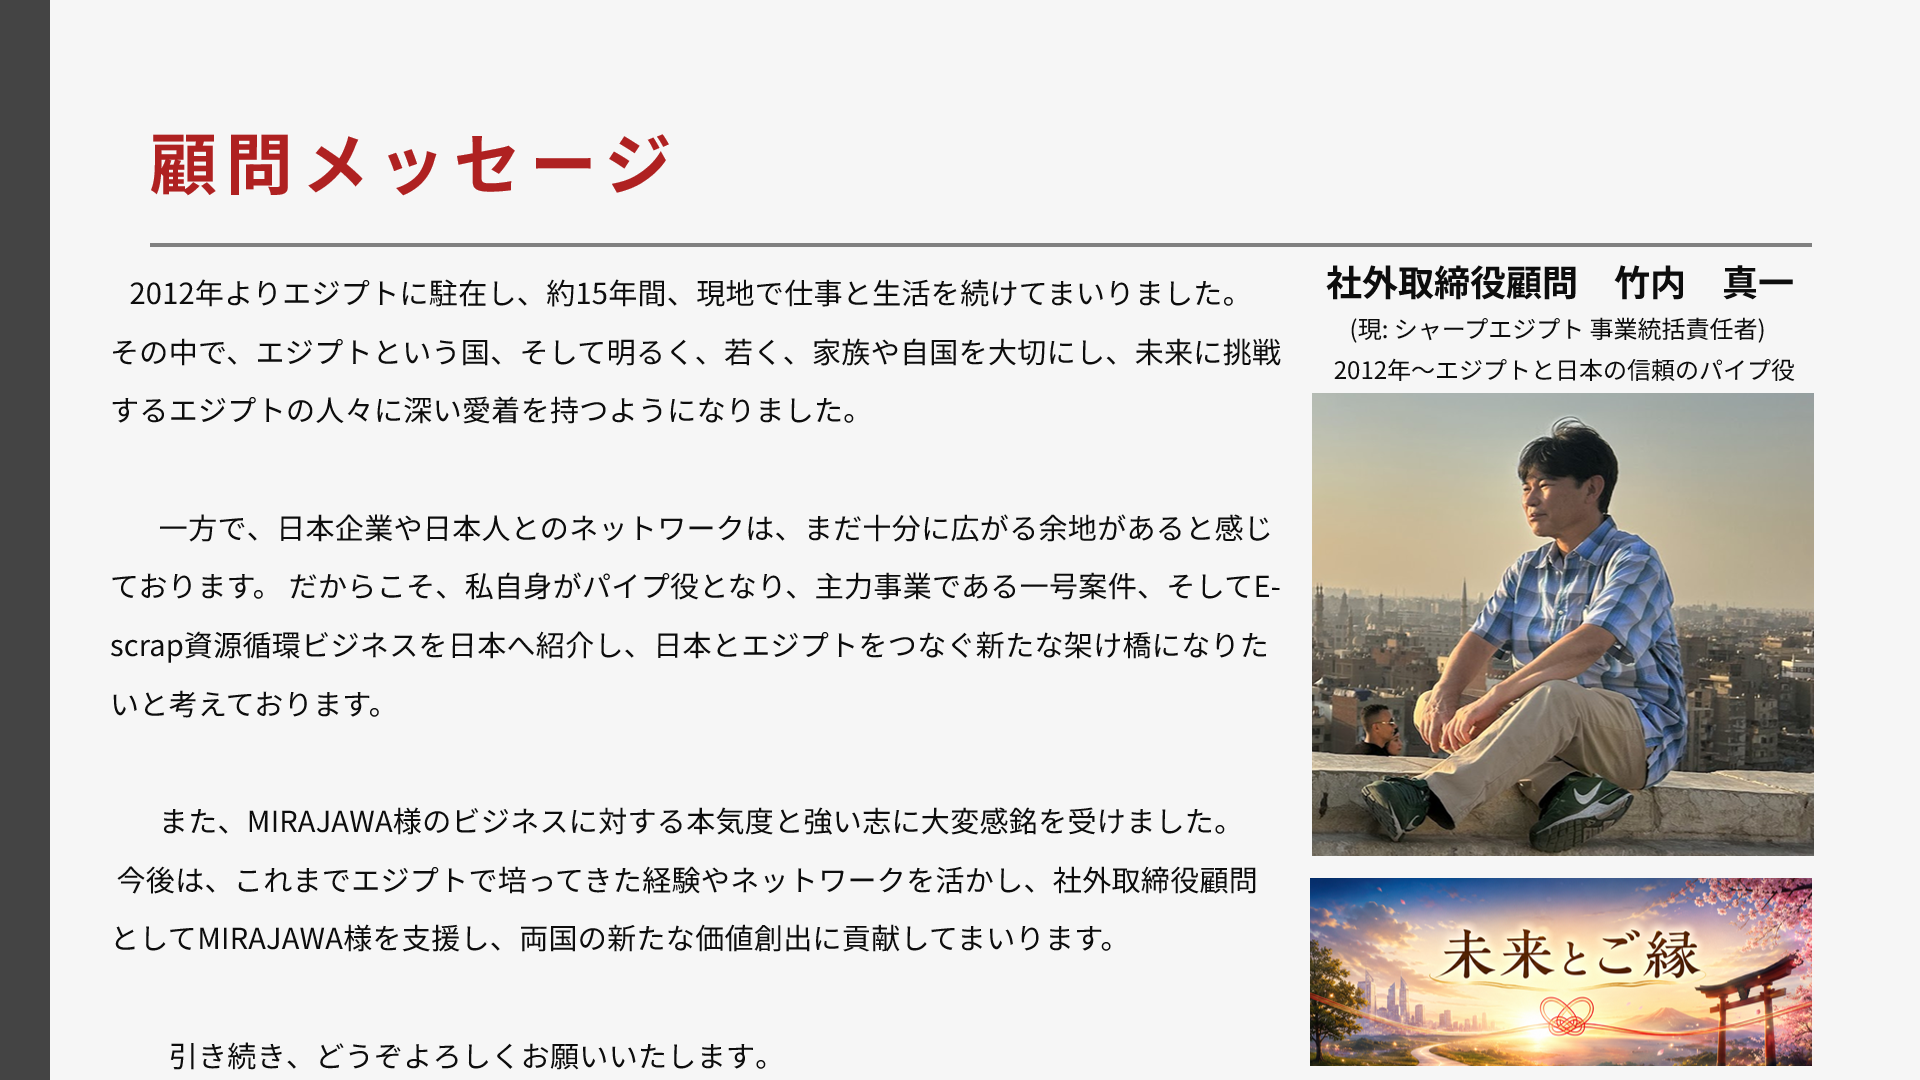 顧問メッセージ
2012年よりエジプトに駐在し、約15年間、現地で仕事と生活を続けてまいりました。
その中で、エジプトという国、そして明るく、若く、家族や自国を大切にし、未来に挑戦
するエジプトの人々に深い愛着を持つようになりました。
一方で、日本企業や日本人とのネットワークは、まだ十分に広がる余地があると感じ
ております。 だからこそ、私自身がパイプ役となり、主力事業である一号案件、そしてE-
scrap資源循環ビジネスを日本へ紹介し、日本とエジプトをつなぐ新たな架け橋になりた
いと考えております。
また、MIRAJAWA様のビジネスに対する本気度と強い志に大変感銘を受けました。
今後は、これまでエジプトで培ってきた経験やネットワークを活かし、社外取締役顧問
としてMIRAJAWA様を支援し、両国の新たな価値創出に貢献してまいります。
引き続き、どうぞよろしくお願いいたします。
社外取締役顧問　竹内　真一
(現: シャープエジプト 事業統括責任者)
2012年～エジプトと日本の信頼のパイプ役
未来とご縁